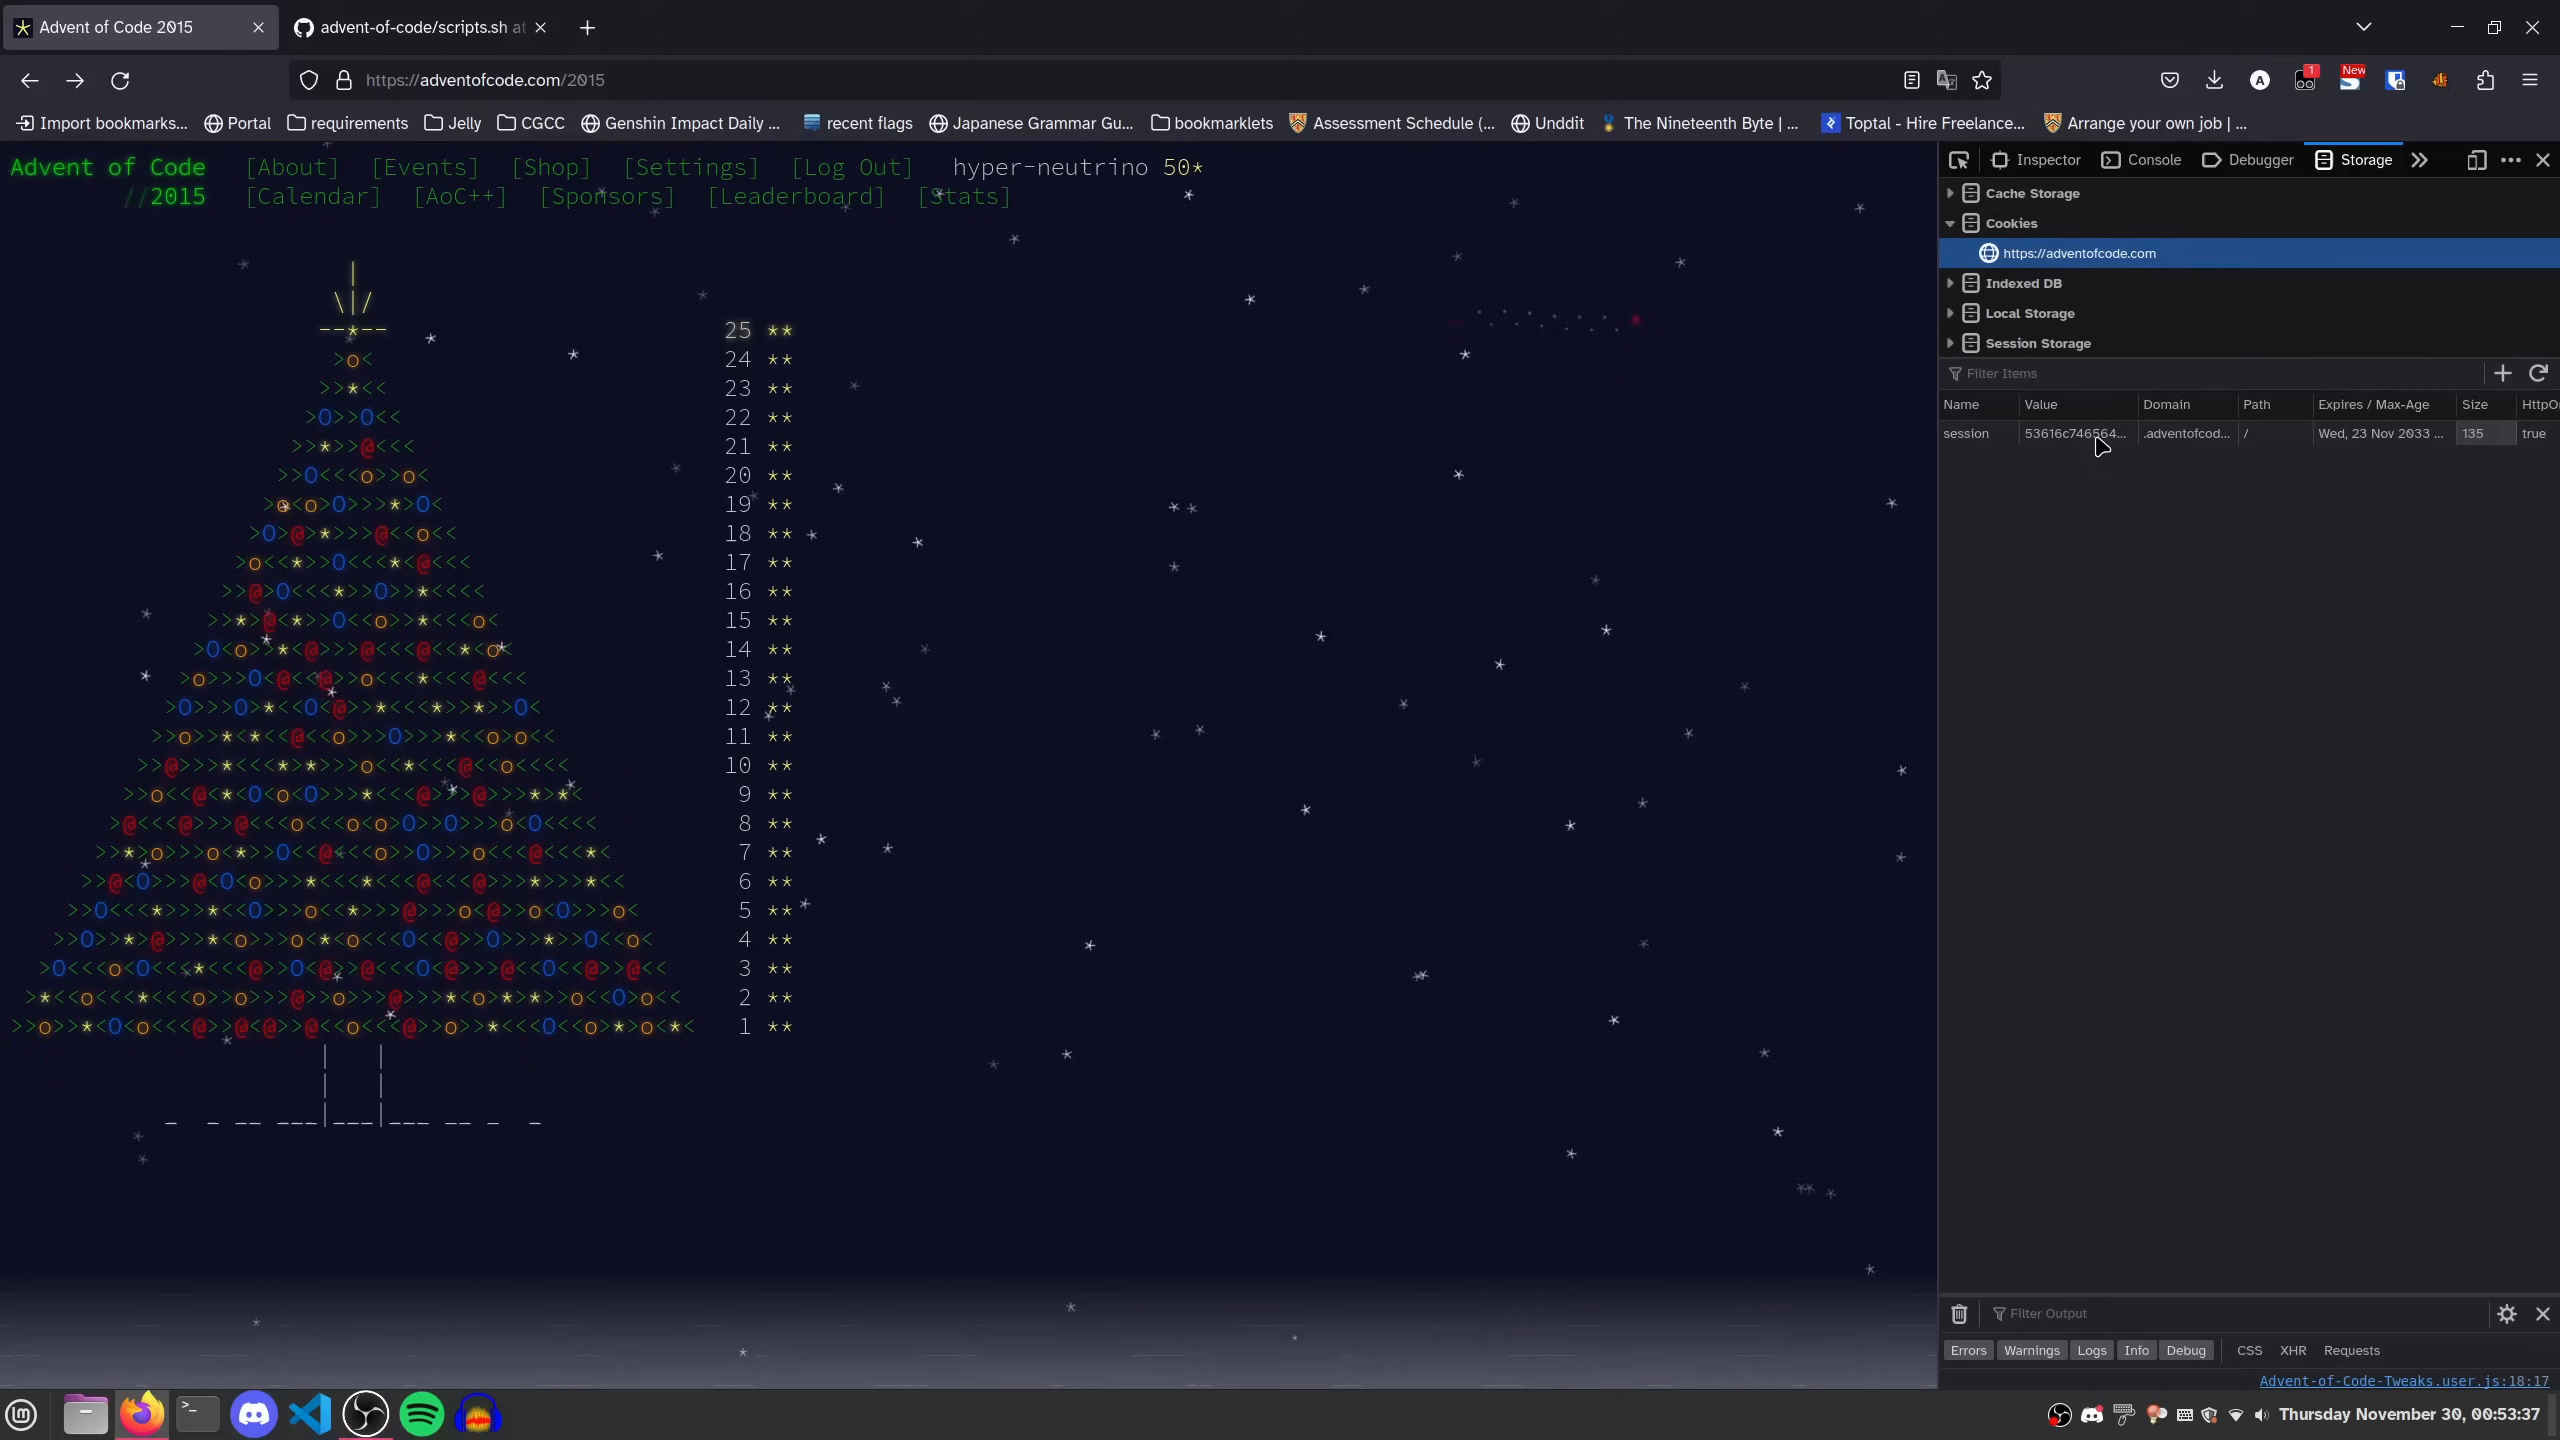 Advent of Code 2015
advent-of-code/scripts.sh at
https://adventofcode.com/2015
1
New
A
Import bookmarks...
Portal
requirements
Jelly
CGCC
Genshin Impact Daily ...
recent flags
Japanese Grammar Gu...
bookmarklets
Assessment Schedule (...
Unddit
The Nineteenth Byte | ...
Toptal - Hire Freelance...
Arrange your own job | ...
Advent of Code [About] [Events] [Shop] [Settings] [Log Out] hyper-neutrino 50*
//2015 [Calendar] [AoC++] [Sponsors] [Leaderboard] [Stats]
25 **
24 **
23 **
22 **
21 **
20 **
19 **
18 **
17 **
16 **
15 **
14 **
13 **
12 **
11 **
10 **
9 **
8 **
7 **
6 **
5 **
4 **
3 **
2 **
1 **
Inspector Console Debugger Storage
Cache Storage
Cookies
https://adventofcode.com
Indexed DB
Local Storage
Session Storage
Filter Items
Name Value Domain Path Expires / Max-Age Size HttpO
session 53616c746564... .adventofcod... / Wed, 23 Nov 2033 ... 135 true
Filter Output
Errors Warnings Logs Info Debug CSS XHR Requests
Advent-of-Code-Tweaks.user.js:18:17
Thursday November 30, 00:53:37